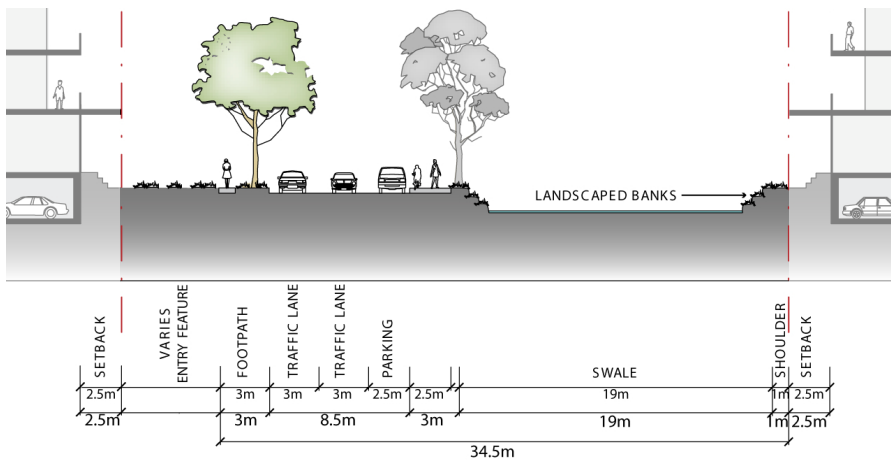 LANDSCAPED BANKS
SETBACK
VARIES
ENTRY FEATURE
FOOTPATH
TRAFFIC LANE
TRAFFIC LANE
PARKING
SWALE
SHOULDER
SETBACK
2.5m 3m 3m 3m 2.5m 2.5m 19m 1m 2.5m
2.5m 3m 8.5m 3m 19m 1m 2.5m
34.5m